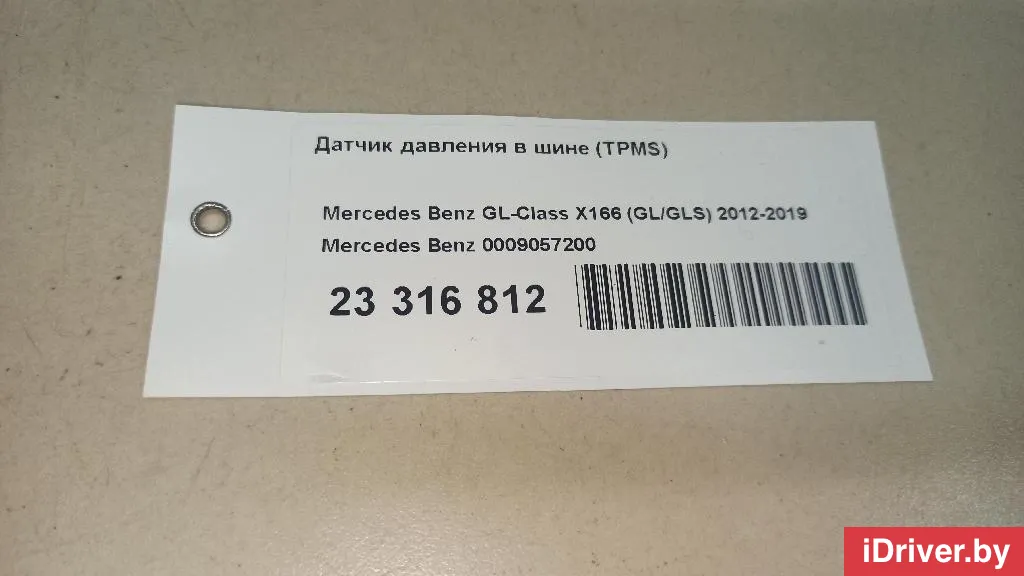 Датчик давления в шине (TPMS)
Mercedes Benz GL-Class X166 (GL/GLS) 2012-2019
Mercedes Benz 0009057200
23 316 812
iDriver.by